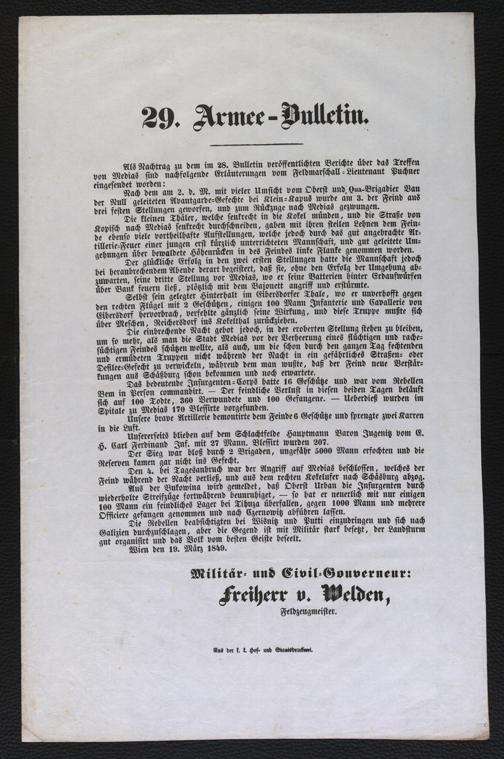 29. Armee-Bulletin.
Als Nachtrag zu dem im 28. Bulletin veröffentlichten Berichte über das Treffen
von Medias sind nachfolgende Erläuterungen vom Feldmarschall-Lieutenant Puchner
eingesendet worden:
Nach dem am 2. d. M. mit vieler Umsicht vom Oberst und Qua-Brigadier Van
der Null geleiteten Avantgarde-Gefechte bei Klein-Kapus wurde am 3. der Feind aus
drei festen Stellungen geworfen, und zum Rückzuge nach Medias gezwungen.
Die kleinen Thäler, welche senkrecht in die Kokel münden, und die Straße von
Kopisch nach Medias senkrecht durchschneiden, gaben mit ihren steilen Lehnen dem Fein-
de ebenso viele vortheilhafte Aufstellungen, welche jedoch durch das gut angebrachte Ar-
tillerie-Feuer einer jungen erst kürzlich unterrichteten Mannschaft, und gut geleitete Um-
gehungen über bewaldete Höhenrücken in des Feindes linke Flanke genommen wurden.
Der glückliche Erfolg in den zwei ersten Stellungen hatte die Mannschaft jedoch
bei heranbrechendem Abende derart begeistert, daß sie, ohne den Erfolg der Umgehung ab-
zuwarten, seine dritte Stellung vor Medias, wo er seine Batterien hinter Erdaufwürfen
über Bank feuern ließ, plötzlich mit dem Bajonett angriff und erstürmte.
Selbst sein gelegter Hinterhalt im Eibersdorfer Thale, wo er unverhofft gegen
den rechten Flügel mit 2 Geschützen, einigen 100 Mann Infanterie und Cavallerie von
Eibersdorf hervorbrach, verfehlte gänzlich seine Wirkung, und diese Truppe mußte sich
über Meschen, Reichersdorf ins Kokelthal zurückziehen.
Die einbrechende Nacht gebot jedoch, in der eroberten Stellung stehen zu bleiben,
um so mehr, als man die Stadt Medias vor der Verheerung eines flüchtigen und rach-
süchtigen Feindes schützen wollte, als auch, um die schon durch den ganzen Tag fechtenden
und ermüdeten Truppen nicht während der Nacht in ein gefährliches Straßen- oder
Defilee-Gefecht zu verwickeln, während dem man wußte, daß der Feind neue Verstär-
kungen aus Schäßburg schon bekommen und noch erwartete.
Das bedeutende Insurgenten-Corps hatte 16 Geschütze und war vom Rebellen
Bem in Person commandirt. — Der feindliche Verlust in diesen beiden Tagen beläuft
sich auf 100 Todte, 360 Verwundete und 100 Gefangene. — Ueberdieß wurden im
Spitale zu Medias 170 Blessirte vorgefunden.
Unsere brave Artillerie demontirte dem Feinde 6 Geschütze und sprengte zwei Karren
in die Luft.
Unsererseits blieben auf dem Schlachtfelde Hauptmann Baron Jugenitz vom E.
H. Carl Ferdinand Inf. mit 27 Mann. Blessirt wurden 207.
Der Sieg war bloß durch 2 Brigaden, ungefähr 5000 Mann erfochten und die
Reserven kamen gar nicht ins Gefecht.
Den 4. bei Tagesanbruch war der Angriff auf Medias beschlossen, welches der
Feind während der Nacht verließ, und aus dem rechten Kokelufer nach Schäßburg abzog.
Aus der Bukowina wird gemeldet, daß Oberst Urban die Insurgenten durch
wiederholte Streifzüge fortwährend beunruhiget, — so hat er neuerlich mit nur einigen
100 Mann ein feindliches Lager bei Tihuza überfallen, gegen 1000 Mann und mehrere
Officiere gefangen genommen und nach Czernowitz abführen lassen.
Die Rebellen beabsichtigten bei Wisnitz und Putti einzudringen und sich nach
Galizien durchzuschlagen, aber die Gegend ist mit Militär stark besetzt, der Landsturm
gut organisirt und das Volk vom besten Geiste beseelt.
Wien den 19. März 1849.
Militär- und Civil-Gouverneur:
Freiherr v. Welden,
Feldzeugmeister.
Aus der k. k. Hof- und Staatsdruckerei.